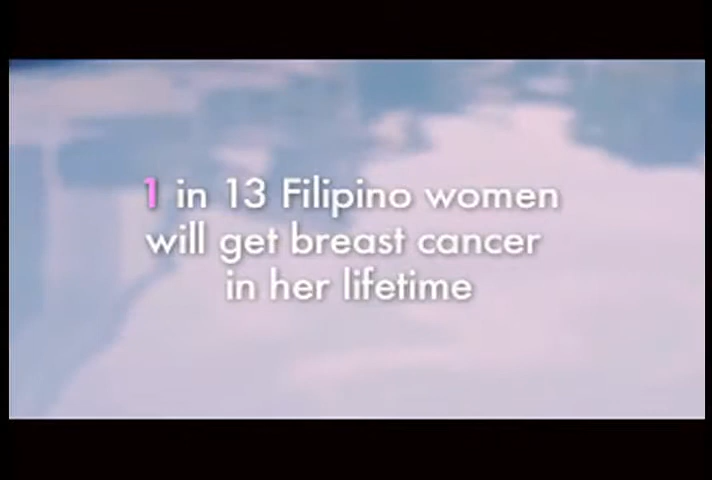 1 in 13 Filipino women
will get breast cancer
in her lifetime